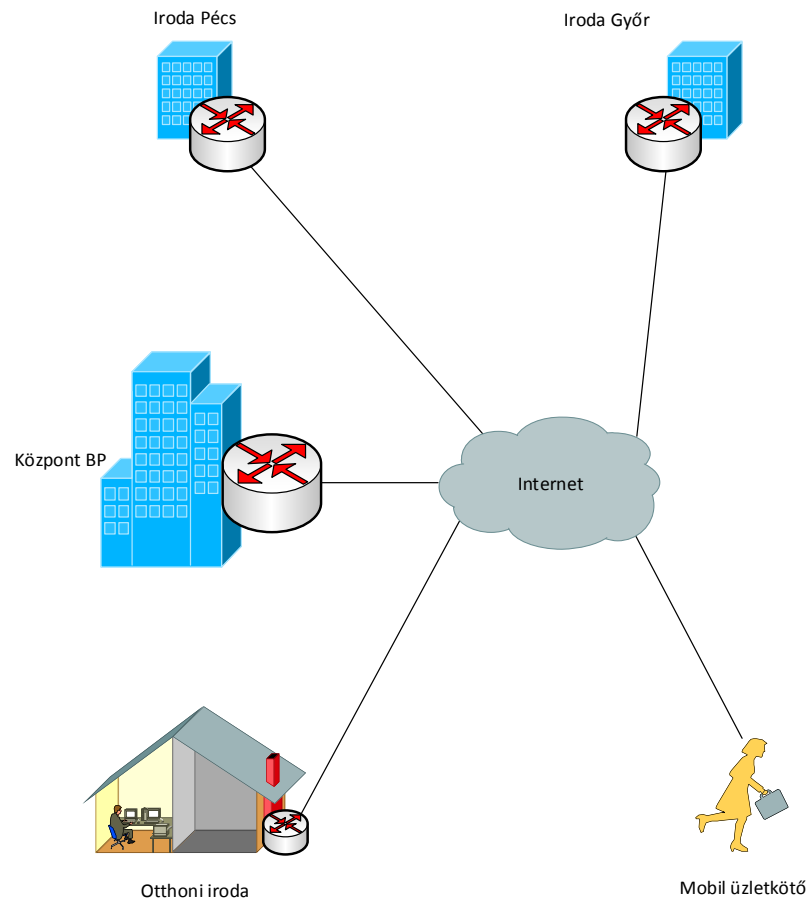 Iroda Pécs
Iroda Győr
Központ BP
Internet
Otthoni iroda
Mobil üzletkötő